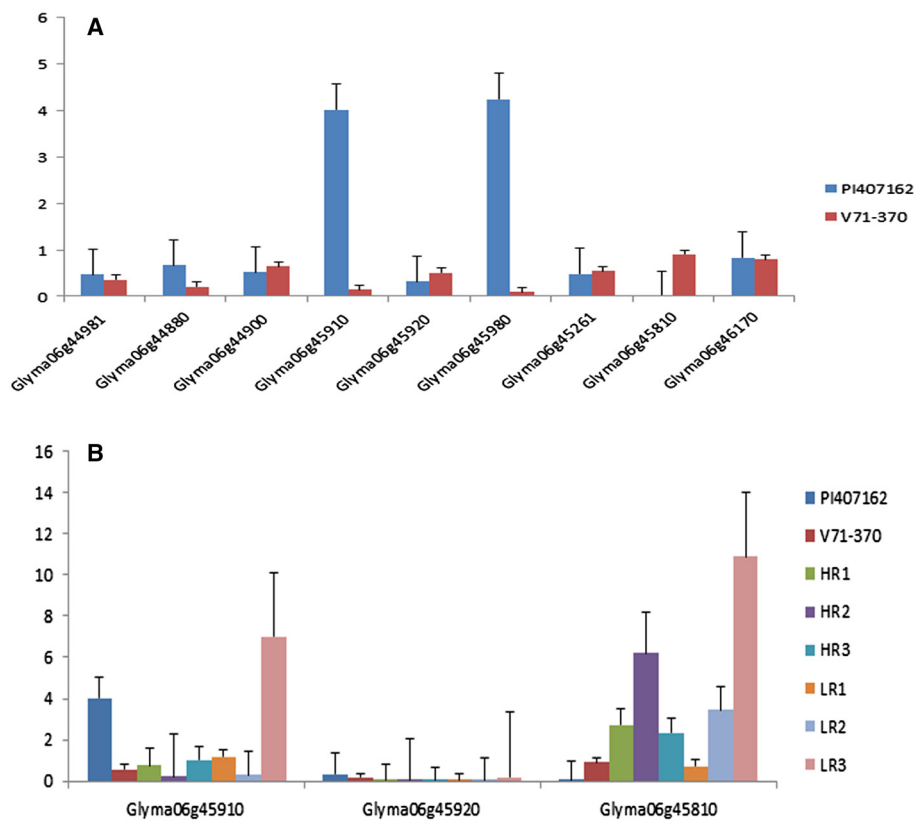 A
6
5
4
3
2
1
0
Glyma06g44981
Glyma06g44880
Glyma06g44900
Glyma06g45910
Glyma06g45920
Glyma06g45980
Glyma06g45261
Glyma06g45810
Glyma06g46170
PI407162
V71-370
B
16
14
12
10
8
6
4
2
0
Glyma06g45910
Glyma06g45920
Glyma06g45810
PI407162
V71-370
HR1
HR2
HR3
LR1
LR2
LR3